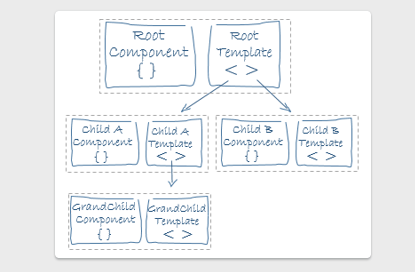 Root
Component
{ }
Root
Template
< >
Child A
Component
{ }
Child A
Template
< >
Child B
Component
{ }
Child B
Template
< >
GrandChild
Component
{ }
GrandChild
Template
< >